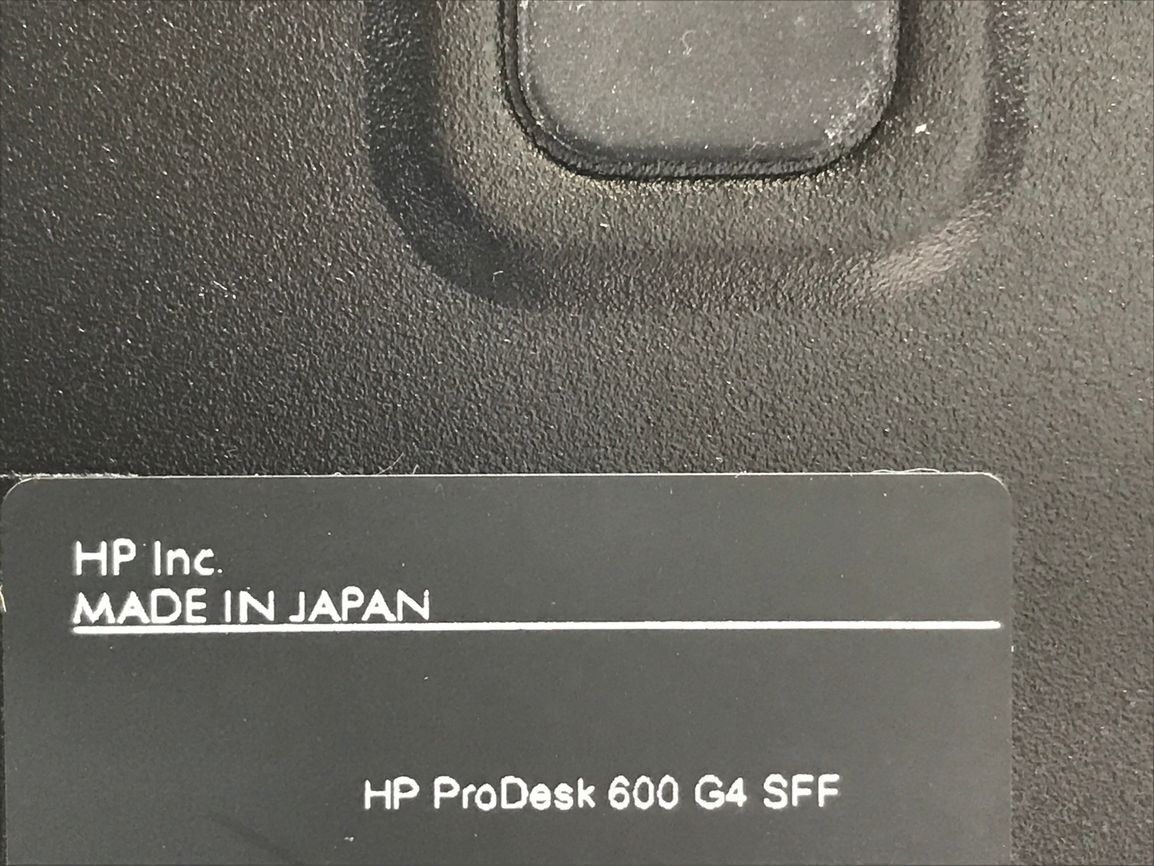 HP Inc.
MADE IN JAPAN
HP ProDesk 600 G4 SFF